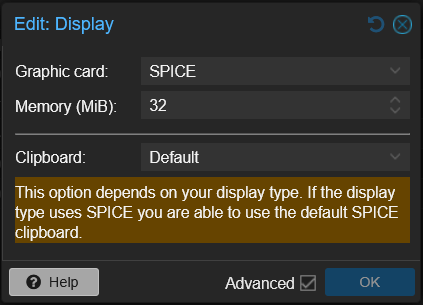 Edit: Display
Graphic card: SPICE
Memory (MiB): 32
Clipboard: Default
This option depends on your display type. If the display
type uses SPICE you are able to use the default SPICE
clipboard.
? Help Advanced OK